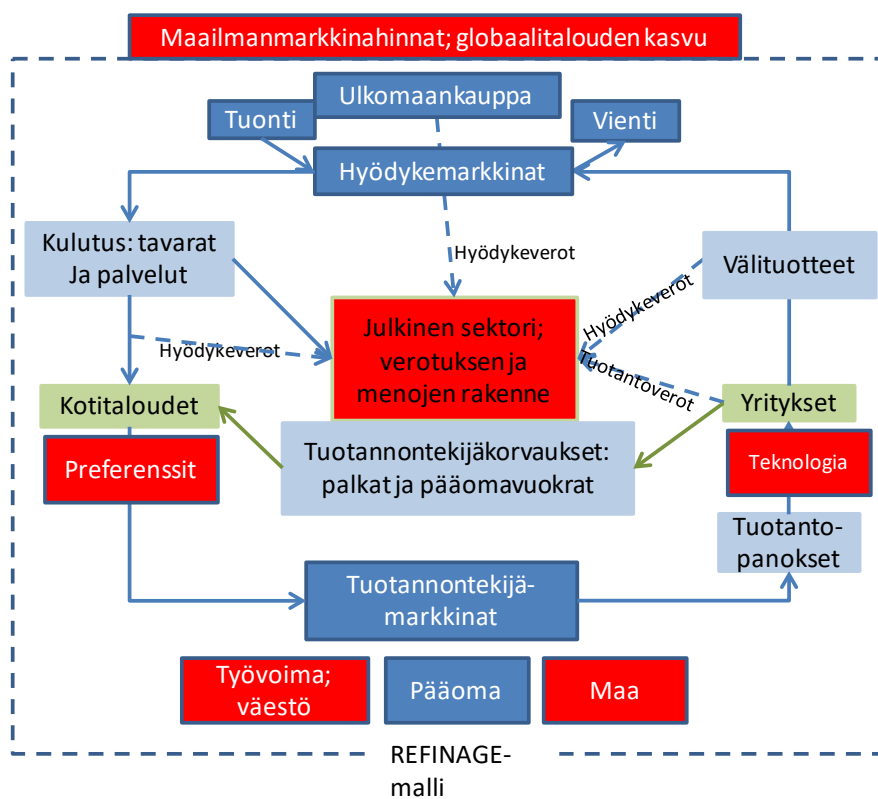 Maailmanmarkkinahinnat; globaalitalouden kasvu
Ulkomaankauppa
Tuonti
Vienti
Hyödykemarkkinat
Kulutus: tavarat
Ja palvelut
Hyödykeverot
Välituotteet
Hyödykeverot
Julkinen sektori;
verotuksen ja
menojen rakenne
Hyödykeverot
Tuotantoverot
Kotitaloudet
Yritykset
Preferenssit
Tuotannontekijäkorvaukset:
palkat ja pääomavuokrat
Teknologia
Tuotanto-
panokset
Tuotannontekijä-
markkinat
Työvoima;
väestö
Pääoma
Maa
REFINAGE-
malli